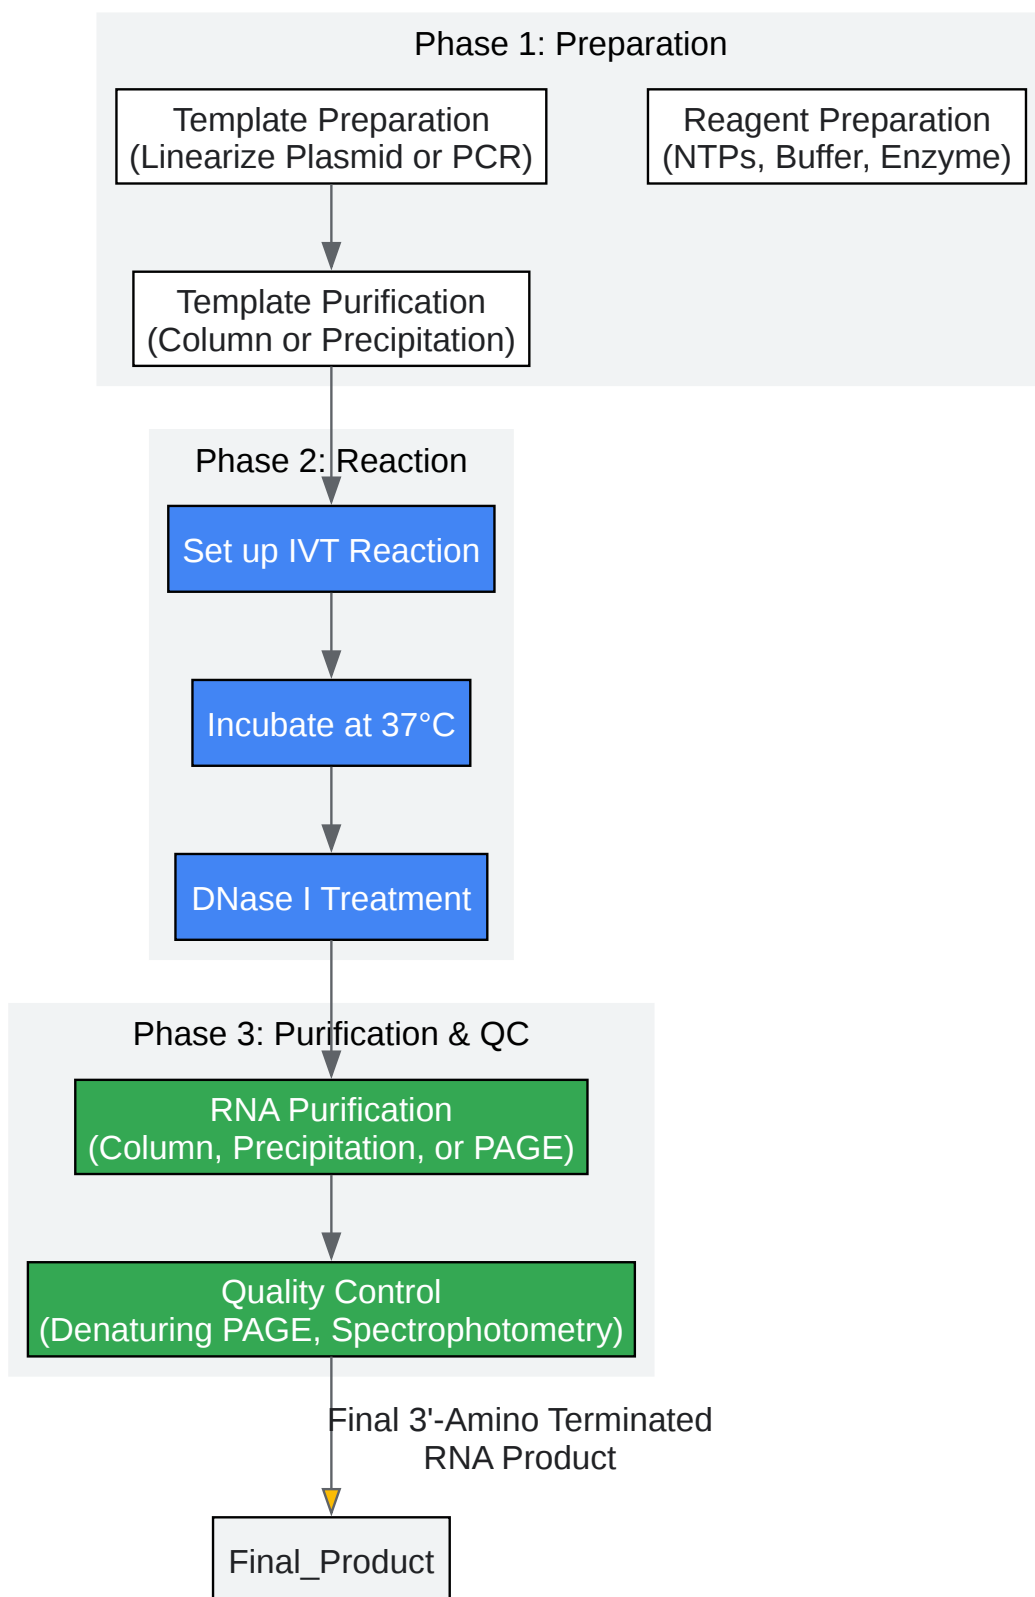 Phase 1: Preparation
Template Preparation
(Linearize Plasmid or PCR)
Reagent Preparation
(NTPs, Buffer, Enzyme)
Template Purification
(Column or Precipitation)
Phase 2: Reaction
Set up IVT Reaction
Incubate at 37°C
DNase I Treatment
Phase 3: Purification & QC
RNA Purification
(Column, Precipitation, or PAGE)
Quality Control
(Denaturing PAGE, Spectrophotometry)
Final 3'-Amino Terminated
RNA Product
Final_Product